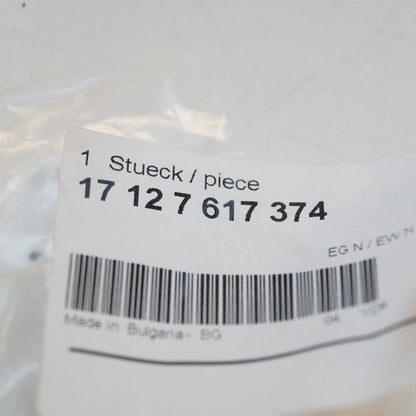 1 Stueck / piece
17 12 7 617 374
EG N / EW N
Made in Bulgaria - BG